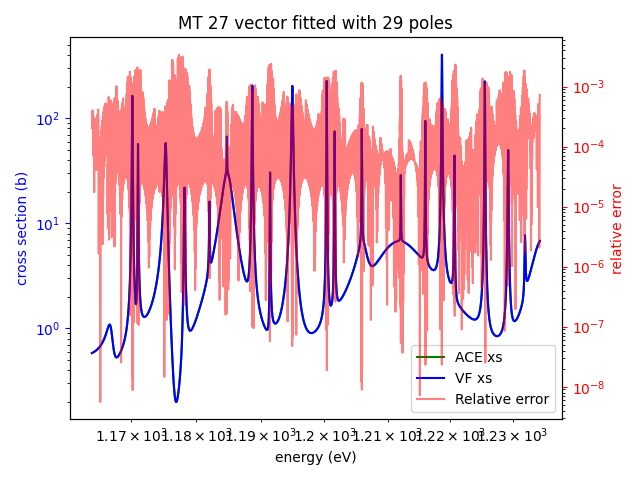 MT 27 vector fitted with 29 poles
10²
10¹
10⁰
cross section (b)
10⁻³
10⁻⁴
10⁻⁵
10⁻⁶
10⁻⁷
10⁻⁸
relative error
ACE xs
VF xs
Relative error
1.17 × 10³ 1.18 × 10³ 1.19 × 10³ 1.2 × 10³ 1.21 × 10³ 1.22 × 10³ 1.23 × 10³
energy (eV)